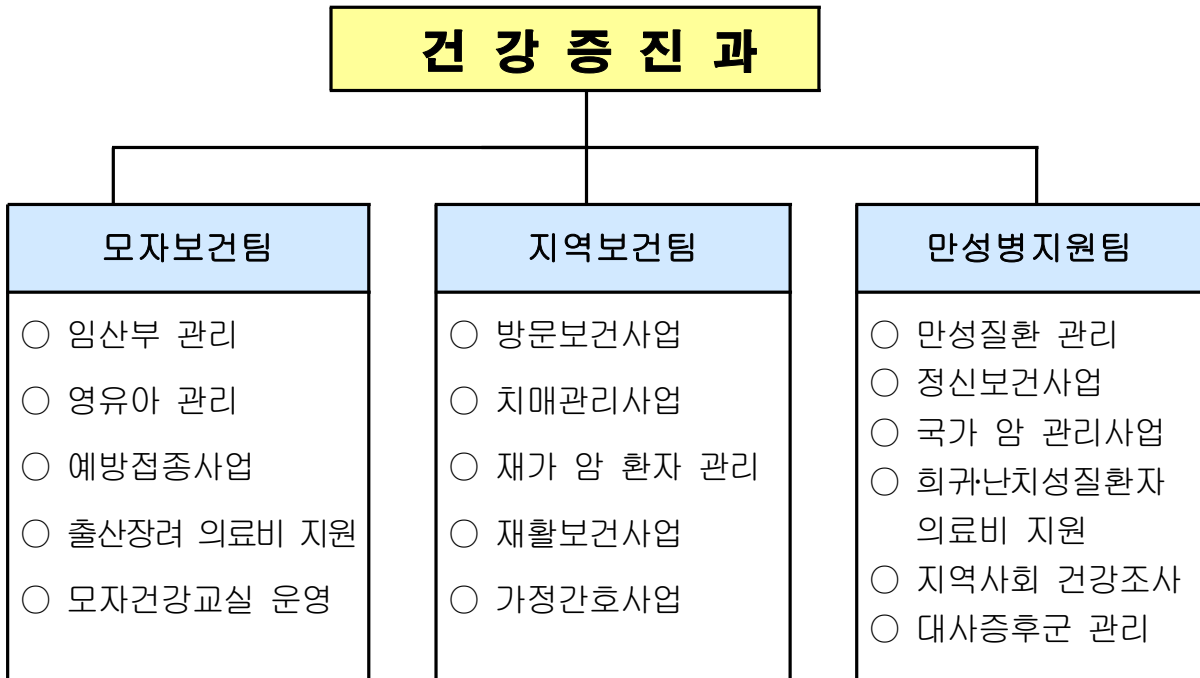 건 강 증 진 과
모자보건팀
○ 임산부 관리
○ 영유아 관리
○ 예방접종사업
○ 출산장려 의료비 지원
○ 모자건강교실 운영
지역보건팀
○ 방문보건사업
○ 치매관리사업
○ 재가 암 환자 관리
○ 재활보건사업
○ 가정간호사업
만성병지원팀
○ 만성질환 관리
○ 정신보건사업
○ 국가 암 관리사업
○ 희귀·난치성질환자
의료비 지원
○ 지역사회 건강조사
○ 대사증후군 관리